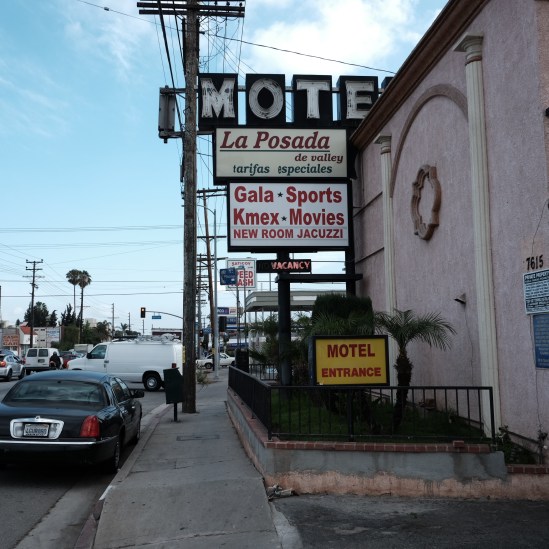 MOTE
La Posada
de valley
tarifas especiales
Gala ★ Sports
Kmex ★ Movies
NEW ROOM JACUZZI
VACANCY
MOTEL
ENTRANCE
7615